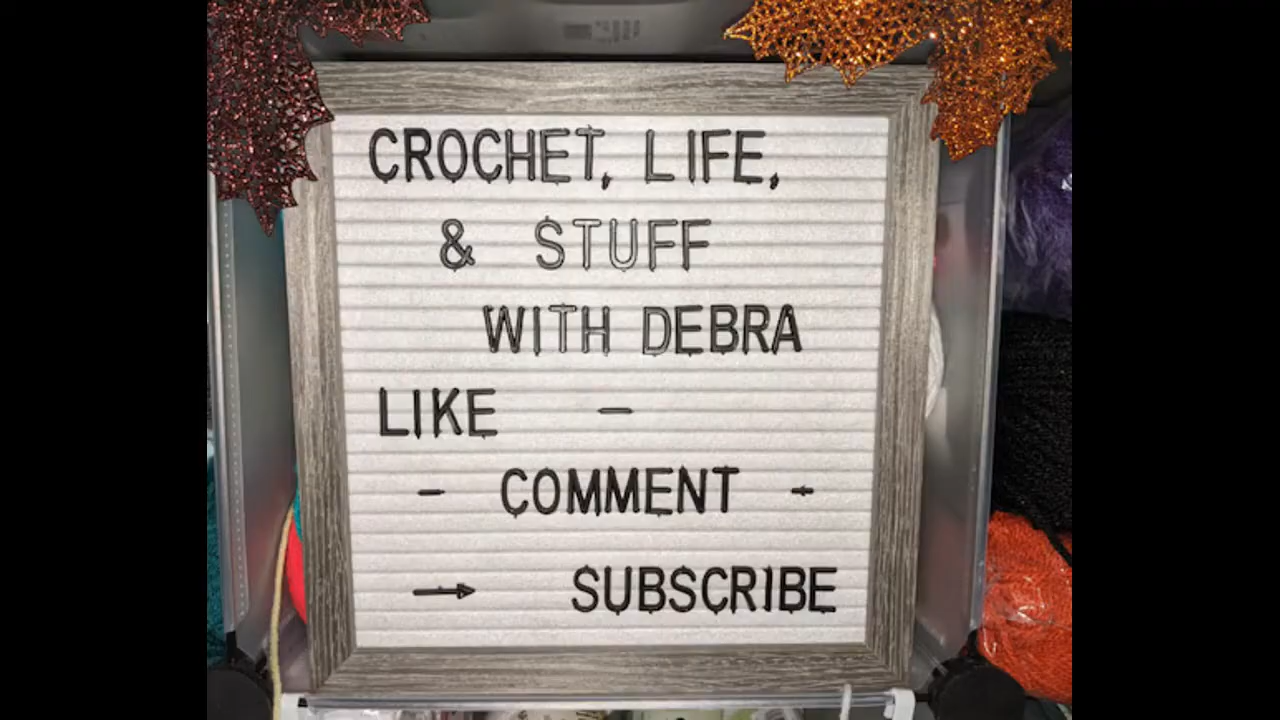 CROCHET, LIFE,
& STUFF
WITH DEBRA
LIKE -
- COMMENT -
→ SUBSCRIBE